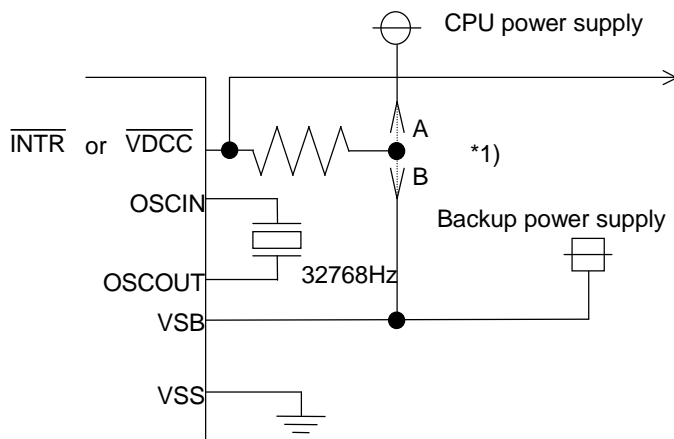 CPU power supply
A
INTR or VDCC
*1)
B
OSCIN
Backup power supply
OSCOUT
32768Hz
VSB
VSS